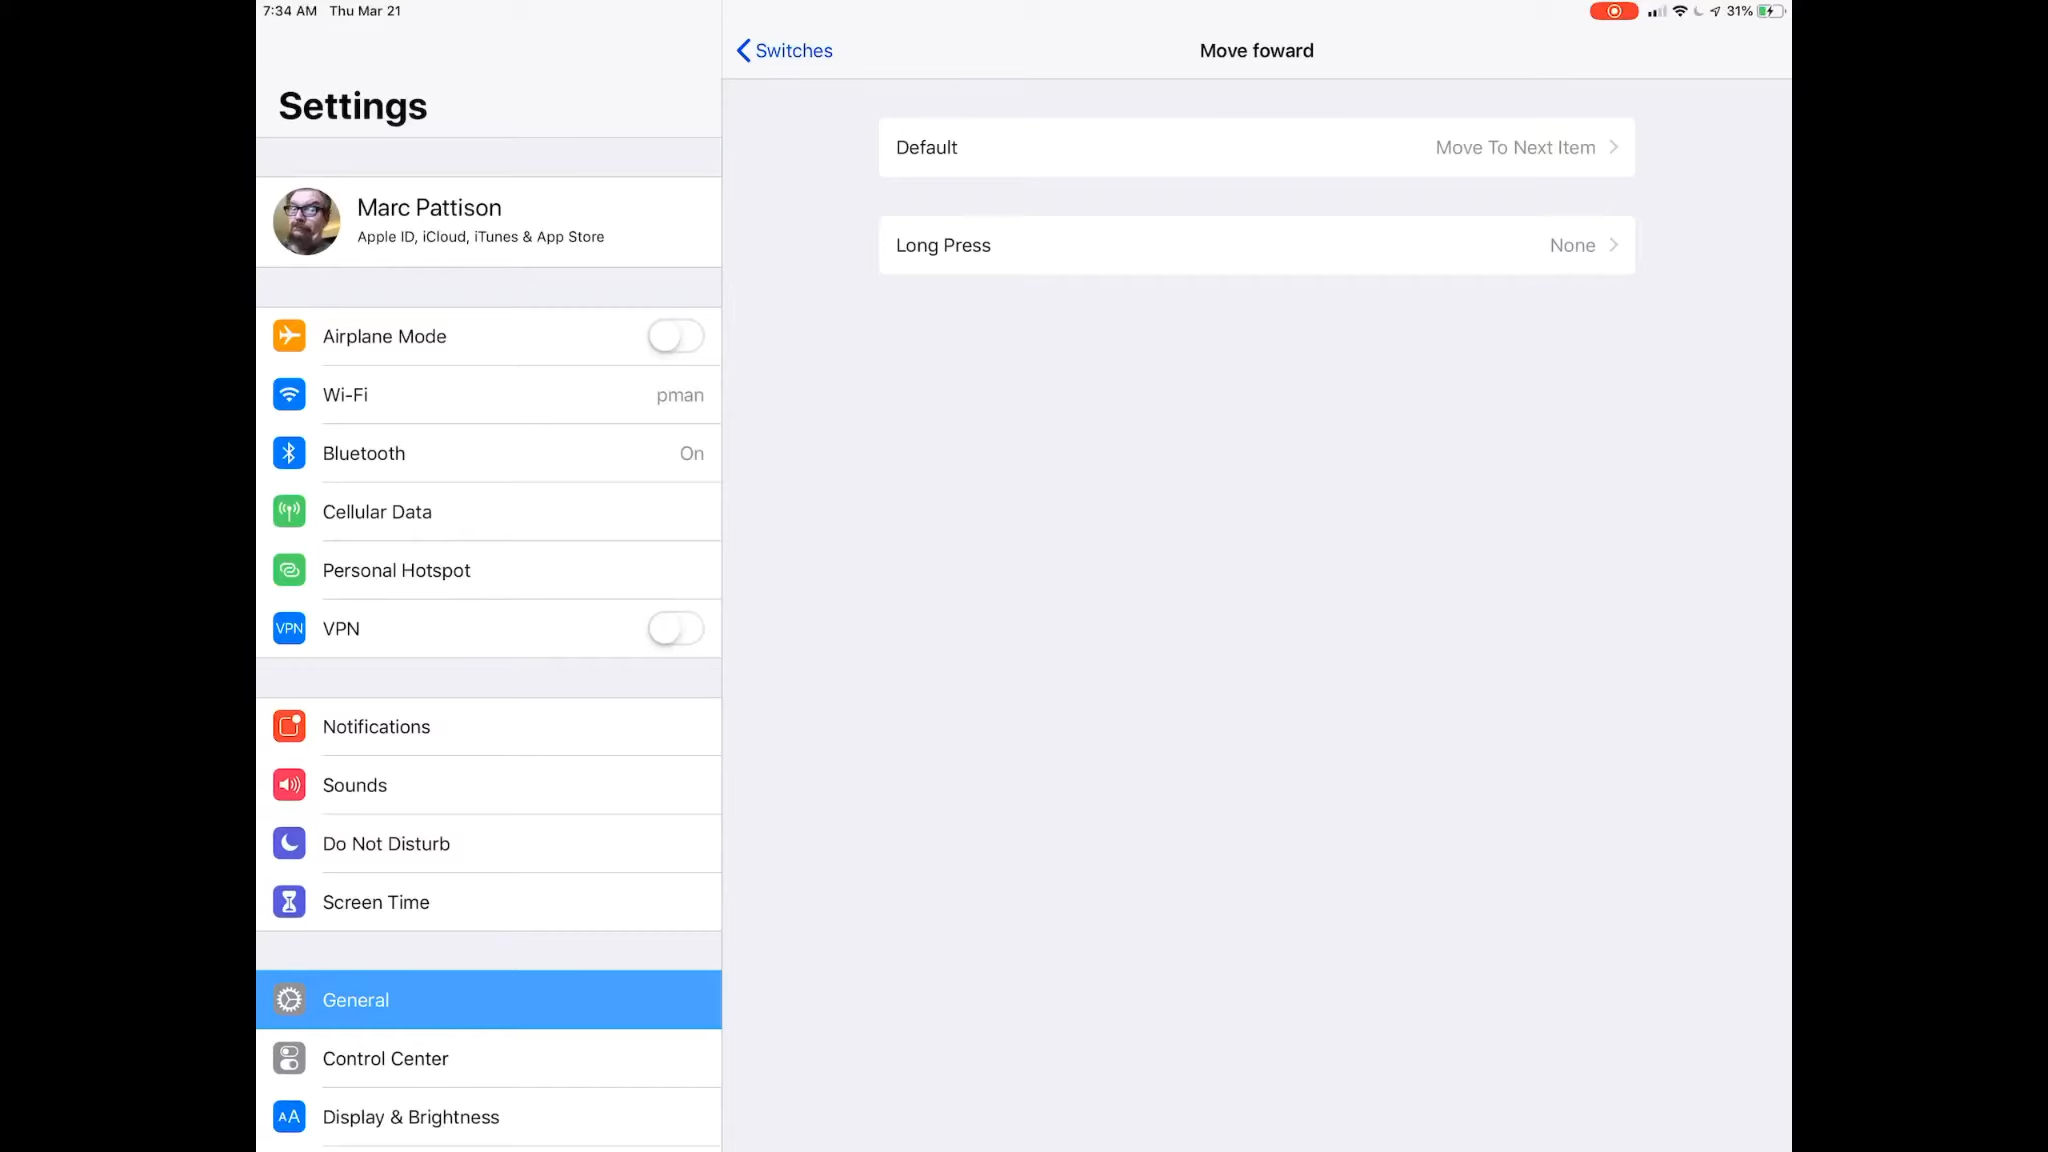 7:34 AM Thu Mar 21
31%
Settings
Marc Pattison
Apple ID, iCloud, iTunes & App Store
Airplane Mode
Wi-Fi pman
Bluetooth On
Cellular Data
Personal Hotspot
VPN VPN
Notifications
Sounds
Do Not Disturb
Screen Time
General
Control Center
AA Display & Brightness
Switches
Move foward
Default Move To Next Item
Long Press None